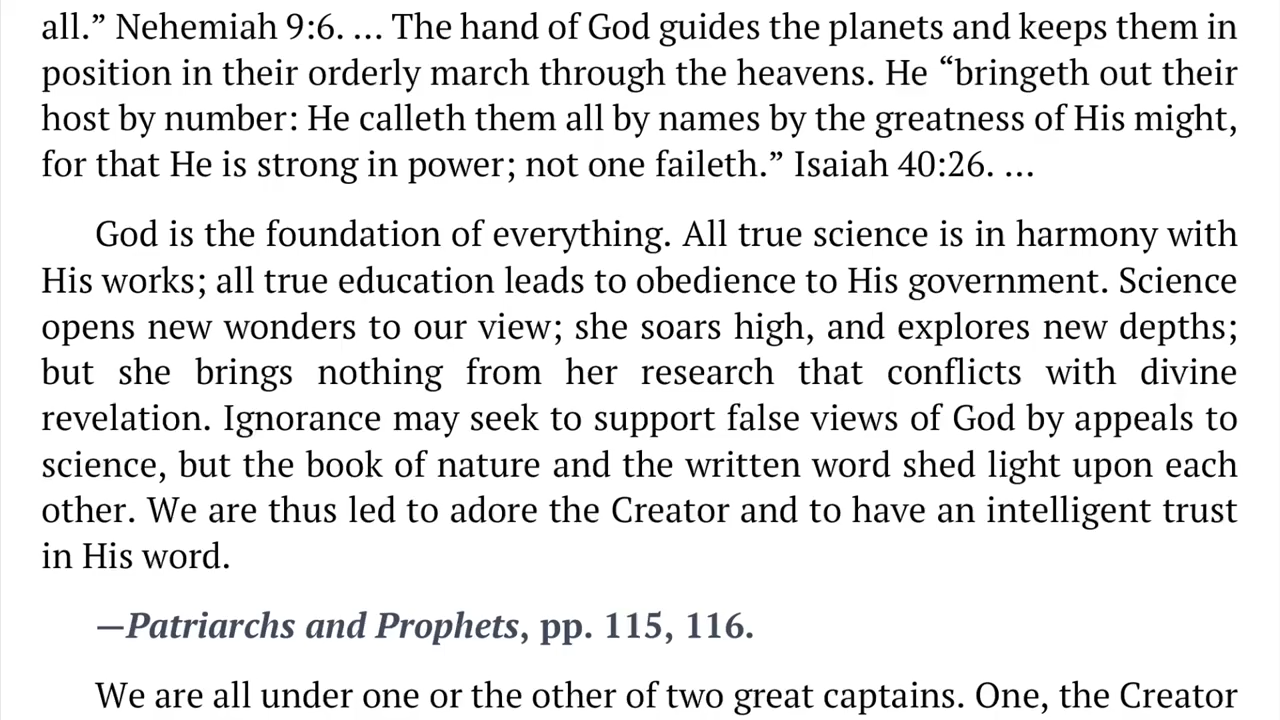 all.” Nehemiah 9:6. … The hand of God guides the planets and keeps them in
position in their orderly march through the heavens. He “bringeth out their
host by number: He calleth them all by names by the greatness of His might,
for that He is strong in power; not one faileth.” Isaiah 40:26. …
God is the foundation of everything. All true science is in harmony with
His works; all true education leads to obedience to His government. Science
opens new wonders to our view; she soars high, and explores new depths;
but she brings nothing from her research that conflicts with divine
revelation. Ignorance may seek to support false views of God by appeals to
science, but the book of nature and the written word shed light upon each
other. We are thus led to adore the Creator and to have an intelligent trust
in His word.
—Patriarchs and Prophets, pp. 115, 116.
We are all under one or the other of two great captains. One, the Creator